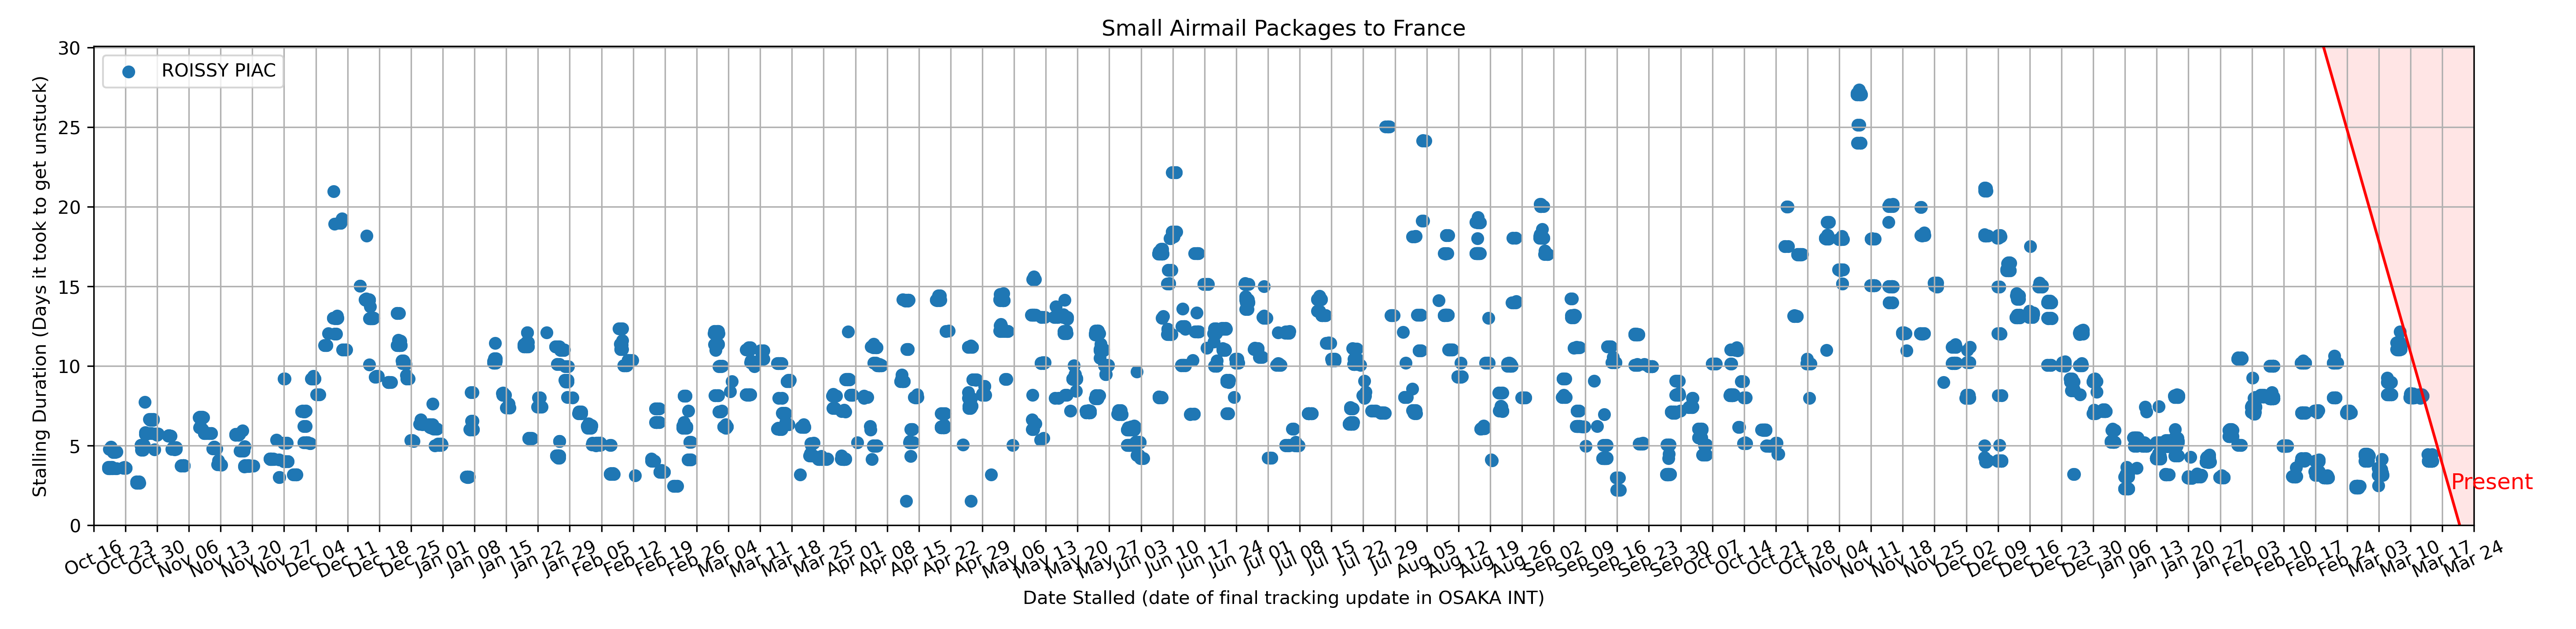 Small Airmail Packages to France
ROISSY PIAC
Stalling Duration (Days it took to get unstuck)
30
25
20
15
10
5
0
Present
Oct 16
Oct 23
Oct 30
Nov 06
Nov 13
Nov 20
Nov 27
Dec 04
Dec 11
Dec 18
Dec 25
Jan 01
Jan 08
Jan 15
Jan 22
Jan 29
Feb 05
Feb 12
Feb 19
Feb 26
Mar 04
Mar 11
Mar 18
Mar 25
Apr 01
Apr 08
Apr 15
Apr 22
Apr 29
May 06
May 13
May 20
May 27
Jun 03
Jun 10
Jun 17
Jun 24
Jul 01
Jul 08
Jul 15
Jul 22
Jul 29
Aug 05
Aug 12
Aug 19
Aug 26
Sep 02
Sep 09
Sep 16
Sep 23
Sep 30
Oct 07
Oct 14
Oct 21
Oct 28
Nov 04
Nov 11
Nov 18
Nov 25
Dec 02
Dec 09
Dec 16
Dec 23
Dec 30
Jan 06
Jan 13
Jan 20
Jan 27
Feb 03
Feb 10
Feb 17
Feb 24
Mar 03
Mar 10
Mar 17
Mar 24
Date Stalled (date of final tracking update in OSAKA INT)